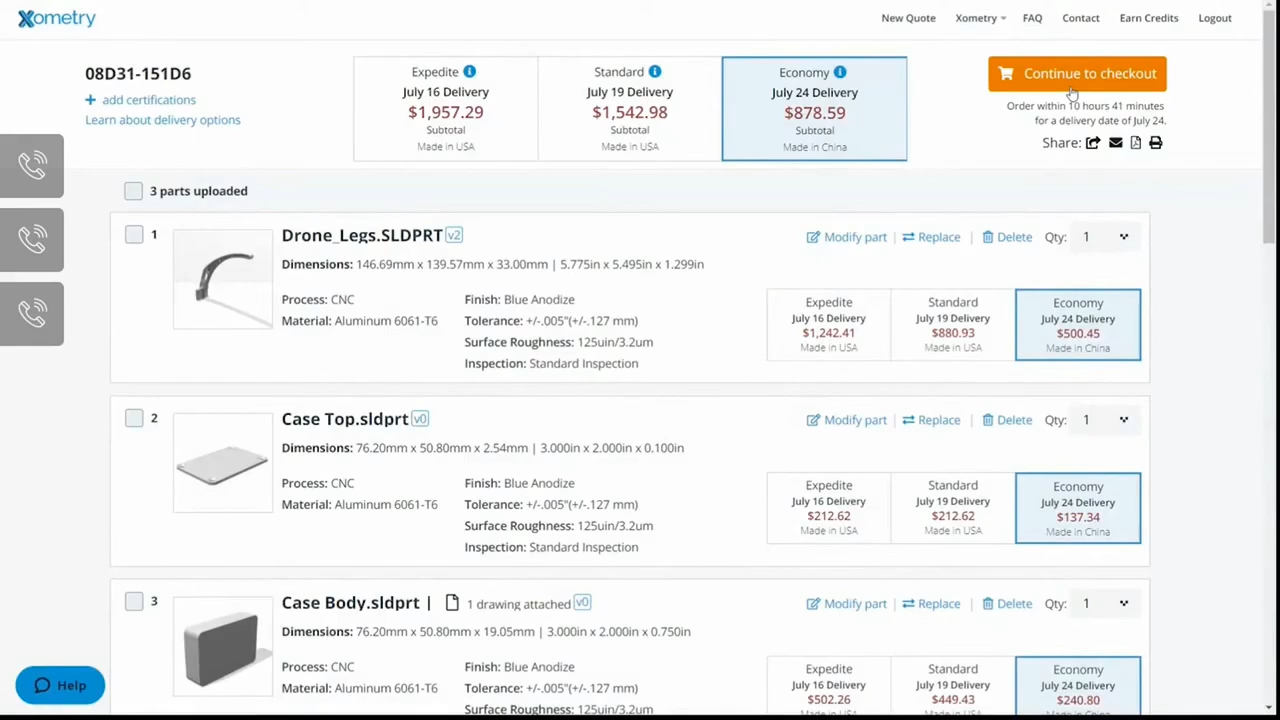 Xometry
New Quote
Xometry
FAQ
Contact
Earn Credits
Logout
08D31-151D6
+ add certifications
Learn about delivery options
Expedite
July 16 Delivery
$1,957.29
Subtotal
Made in USA
Standard
July 19 Delivery
$1,542.98
Subtotal
Made in USA
Economy
July 24 Delivery
$878.59
Subtotal
Made in China
Continue to checkout
Order within 10 hours 41 minutes
for a delivery date of July 24.
Share:
3 parts uploaded
1
Drone_Legs.SLDPRT v2
Modify part | Replace | Delete Qty: 1
Dimensions: 146.69mm x 139.57mm x 33.00mm | 5.775in x 5.495in x 1.299in
Process: CNC
Material: Aluminum 6061-T6
Finish: Blue Anodize
Tolerance: +/-.005"(+/-.127 mm)
Surface Roughness: 125uin/3.2um
Inspection: Standard Inspection
Expedite
July 16 Delivery
$1,242.41
Made in USA
Standard
July 19 Delivery
$880.93
Made in USA
Economy
July 24 Delivery
$500.45
Made in China
2
Case Top.sldprt v0
Modify part | Replace | Delete Qty: 1
Dimensions: 76.20mm x 50.80mm x 2.54mm | 3.000in x 2.000in x 0.100in
Process: CNC
Material: Aluminum 6061-T6
Finish: Blue Anodize
Tolerance: +/-.005"(+/-.127 mm)
Surface Roughness: 125uin/3.2um
Inspection: Standard Inspection
Expedite
July 16 Delivery
$212.62
Made in USA
Standard
July 19 Delivery
$212.62
Made in USA
Economy
July 24 Delivery
$137.34
Made in China
3
Case Body.sldprt | 1 drawing attached v0
Modify part | Replace | Delete Qty: 1
Dimensions: 76.20mm x 50.80mm x 19.05mm | 3.000in x 2.000in x 0.750in
Process: CNC
Material: Aluminum 6061-T6
Finish: Blue Anodize
Tolerance: +/-.005"(+/-.127 mm)
Surface Roughness: 125uin/3.2um
Expedite
July 16 Delivery
$502.26
Made in USA
Standard
July 19 Delivery
$449.43
Made in USA
Economy
July 24 Delivery
$240.80
Made in China
Help